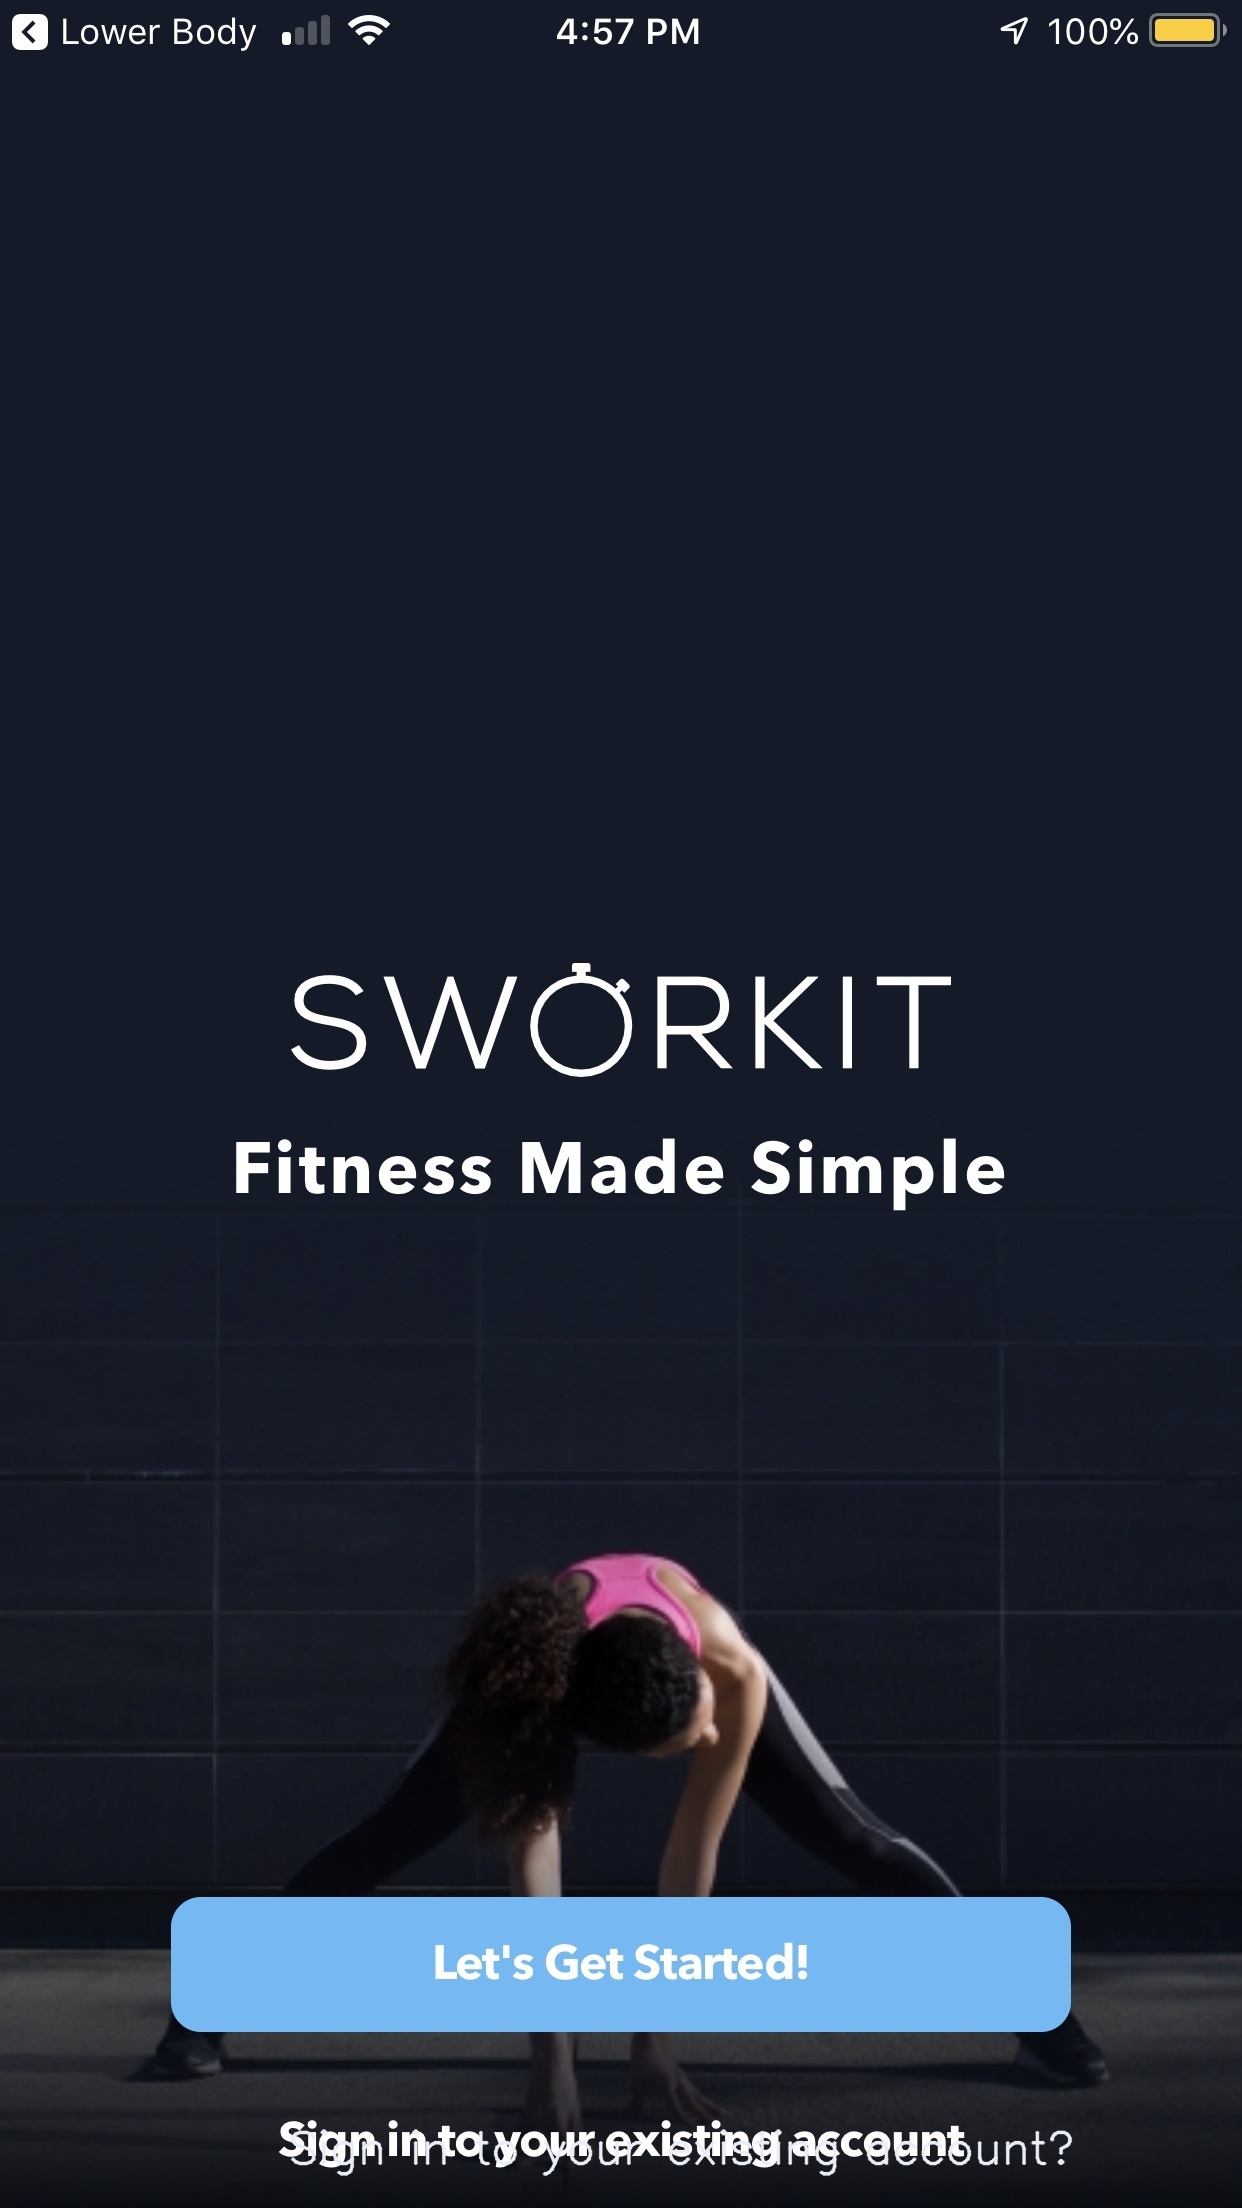 Lower Body
4:57 PM
100%
SWORKIT
Fitness Made Simple
Let's Get Started!
Sign in to your existing account
Sign in to your existing account?